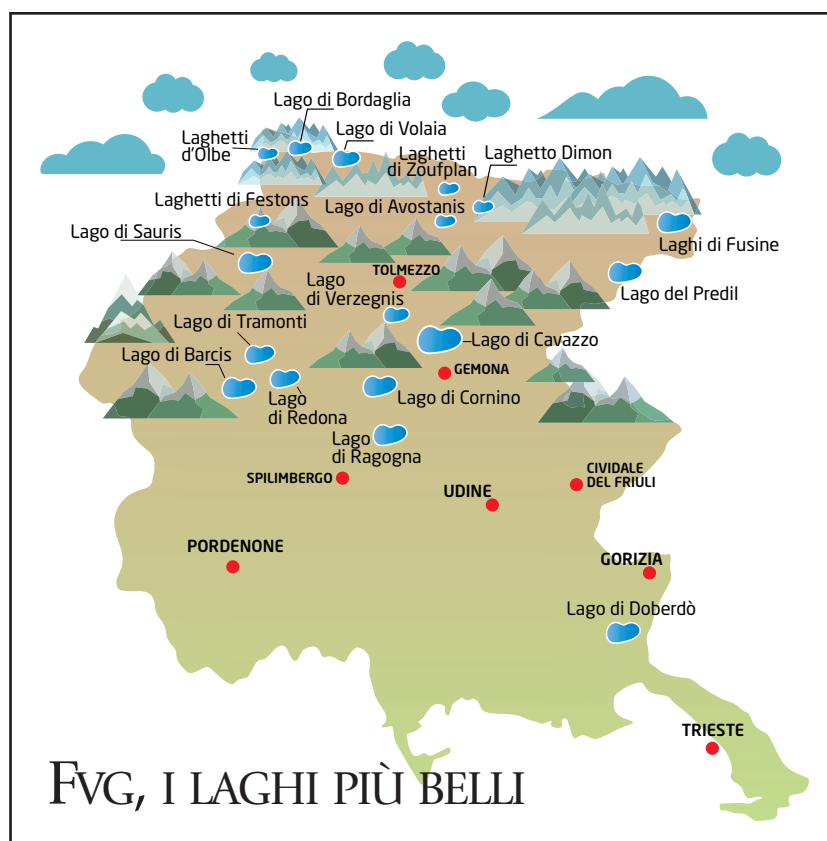 Lago di Bordaglia
Lago di Volaia
Laghetti
d'Olbe
Laghetti
di Zoufplan
Laghetto Dimon
Laghetti di Festons
Lago di Avostanis
Lago di Sauris
Laghi di Fusine
TOLMEZZO
Lago
di Verzegnis
Lago del Predil
Lago di Tramonti
Lago di Cavazzo
Lago di Barcis
GEMONA
Lago
di Redona
Lago di Cornino
Lago
di Ragogna
SPILIMBERGO
CIVIDALE
DEL FRIULI
UDINE
PORDENONE
GORIZIA
Lago di Doberdò
TRIESTE
FVG, I LAGHI PIÙ BELLI